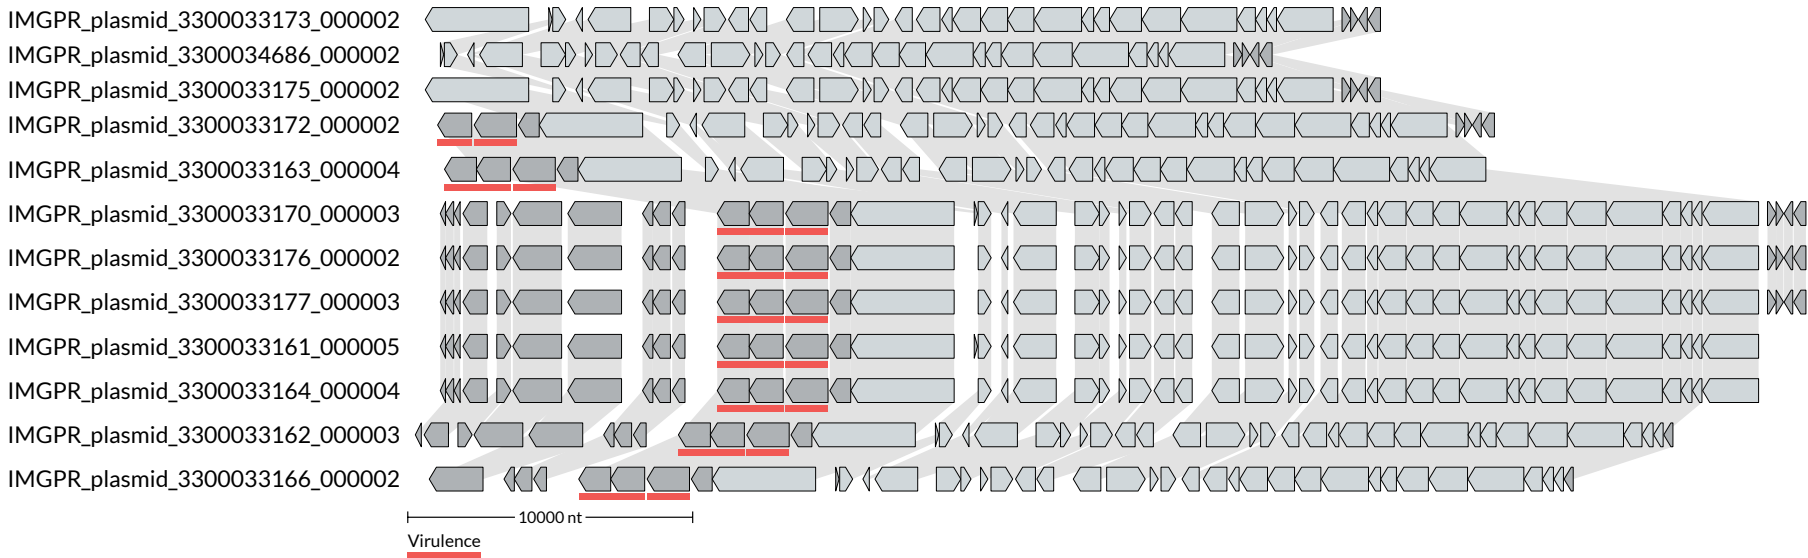 IMGPR_plasmid_3300033173_000002
IMGPR_plasmid_3300034686_000002
IMGPR_plasmid_3300033175_000002
IMGPR_plasmid_3300033172_000002
IMGPR_plasmid_3300033163_000004
IMGPR_plasmid_3300033170_000003
IMGPR_plasmid_3300033176_000002
IMGPR_plasmid_3300033177_000003
IMGPR_plasmid_3300033161_000005
IMGPR_plasmid_3300033164_000004
IMGPR_plasmid_3300033162_000003
IMGPR_plasmid_3300033166_000002
10000 nt
Virulence